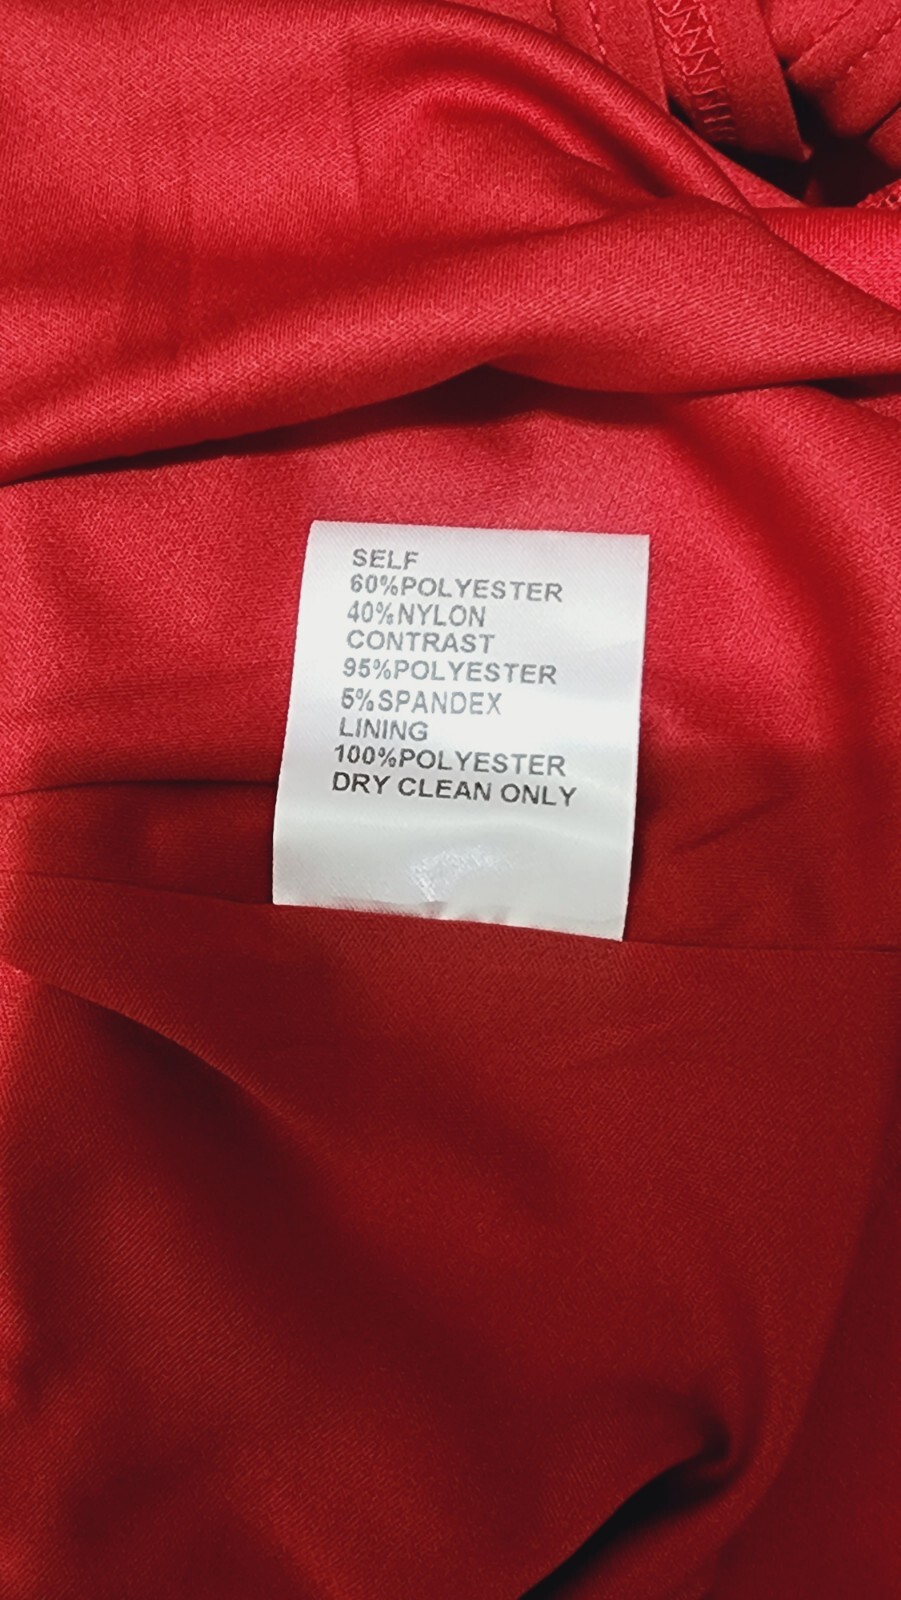 SELF
60%POLYESTER
40%NYLON
CONTRAST
95%POLYESTER
5%SPANDEX
LINING
100%POLYESTER
DRY CLEAN ONLY